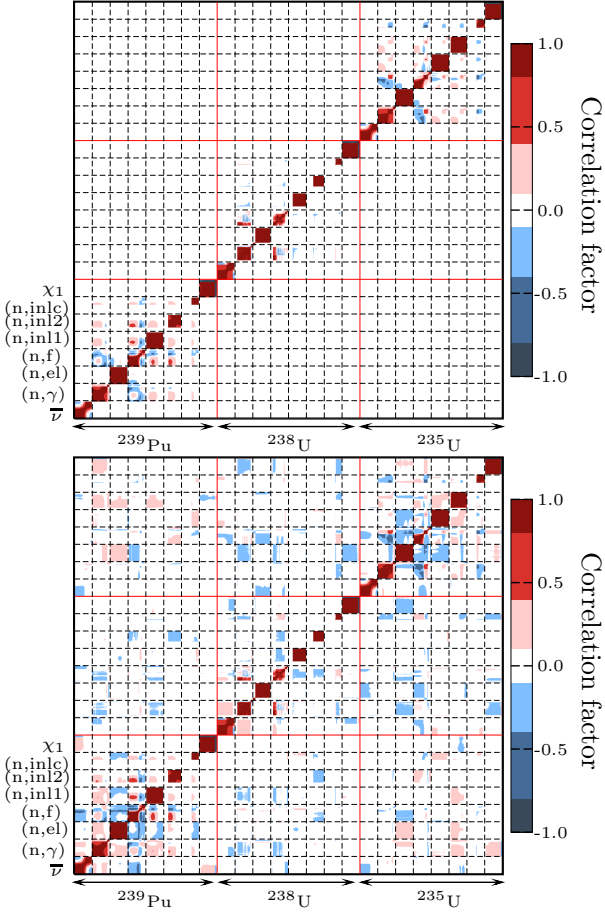 1.0
0.5
0.0
-0.5
-1.0
Correlation factor
χ1
(n,inlc)
(n,inl2)
(n,inl1)
(n,f)
(n,el)
(n,γ)
ν̅
²³⁹Pu ²³⁸U ²³⁵U
1.0
0.5
0.0
-0.5
-1.0
Correlation factor
χ1
(n,inlc)
(n,inl2)
(n,inl1)
(n,f)
(n,el)
(n,γ)
ν̅
²³⁹Pu ²³⁸U ²³⁵U